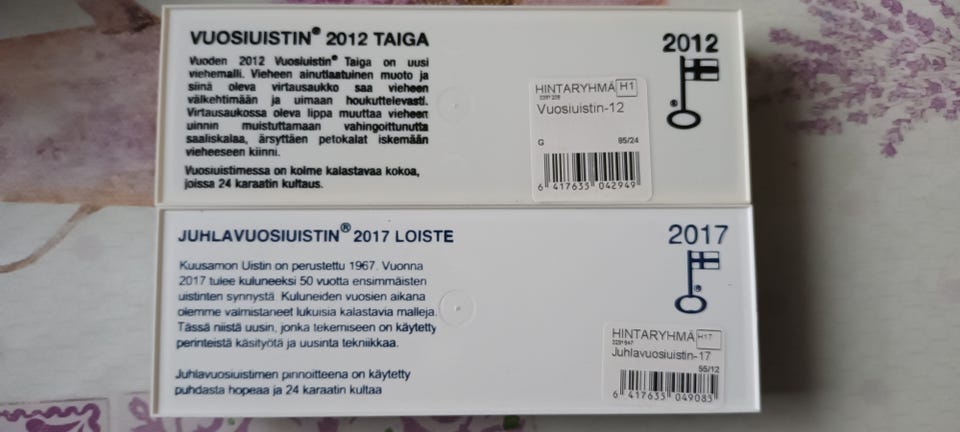 VUOSIUISTIN® 2012 TAIGA
Vuoden 2012 Vuosiuistin® Taiga on uusi
viehemalli. Vieheen ainutlaatuinen muoto ja
siinä oleva virtausaukko saa vieheen
välkehtimään ja uimaan houkuttelevasti.
Virtausaukossa oleva lippa muuttaa vieheen
uinnin muistuttamaan vahingoittunutta
saaliskalaa, ärsyttäen petokalat iskemään
vieheeseen kiinni.
Vuosiuistimessa on kolme kalastavaa kokoa,
joissa 24 karaatin kultaus.
2012
®
HINTARYHMÄ H1
Vuosiuistin-12
G 95/24
6 417635 042949
JUHLAVUOSIUISTIN® 2017 LOISTE
Kuusamon Uistin on perustettu 1967. Vuonna
2017 tulee kuluneeksi 50 vuotta ensimmäisten
uistinten synnystä. Kuluneiden vuosien aikana
olemme valmistaneet lukuisia kalastavia malleja.
Tässä niistä uusin, jonka tekemiseen on käytetty
perinteistä käsityötä ja uusinta tekniikkaa.
Juhlavuosiuistimen pinnoitteena on käytetty
puhdasta hopeaa ja 24 karaatin kultaa
2017
®
HINTARYHMÄ H17
Juhlavuosiuistin-17
55/12
6 417635 049085